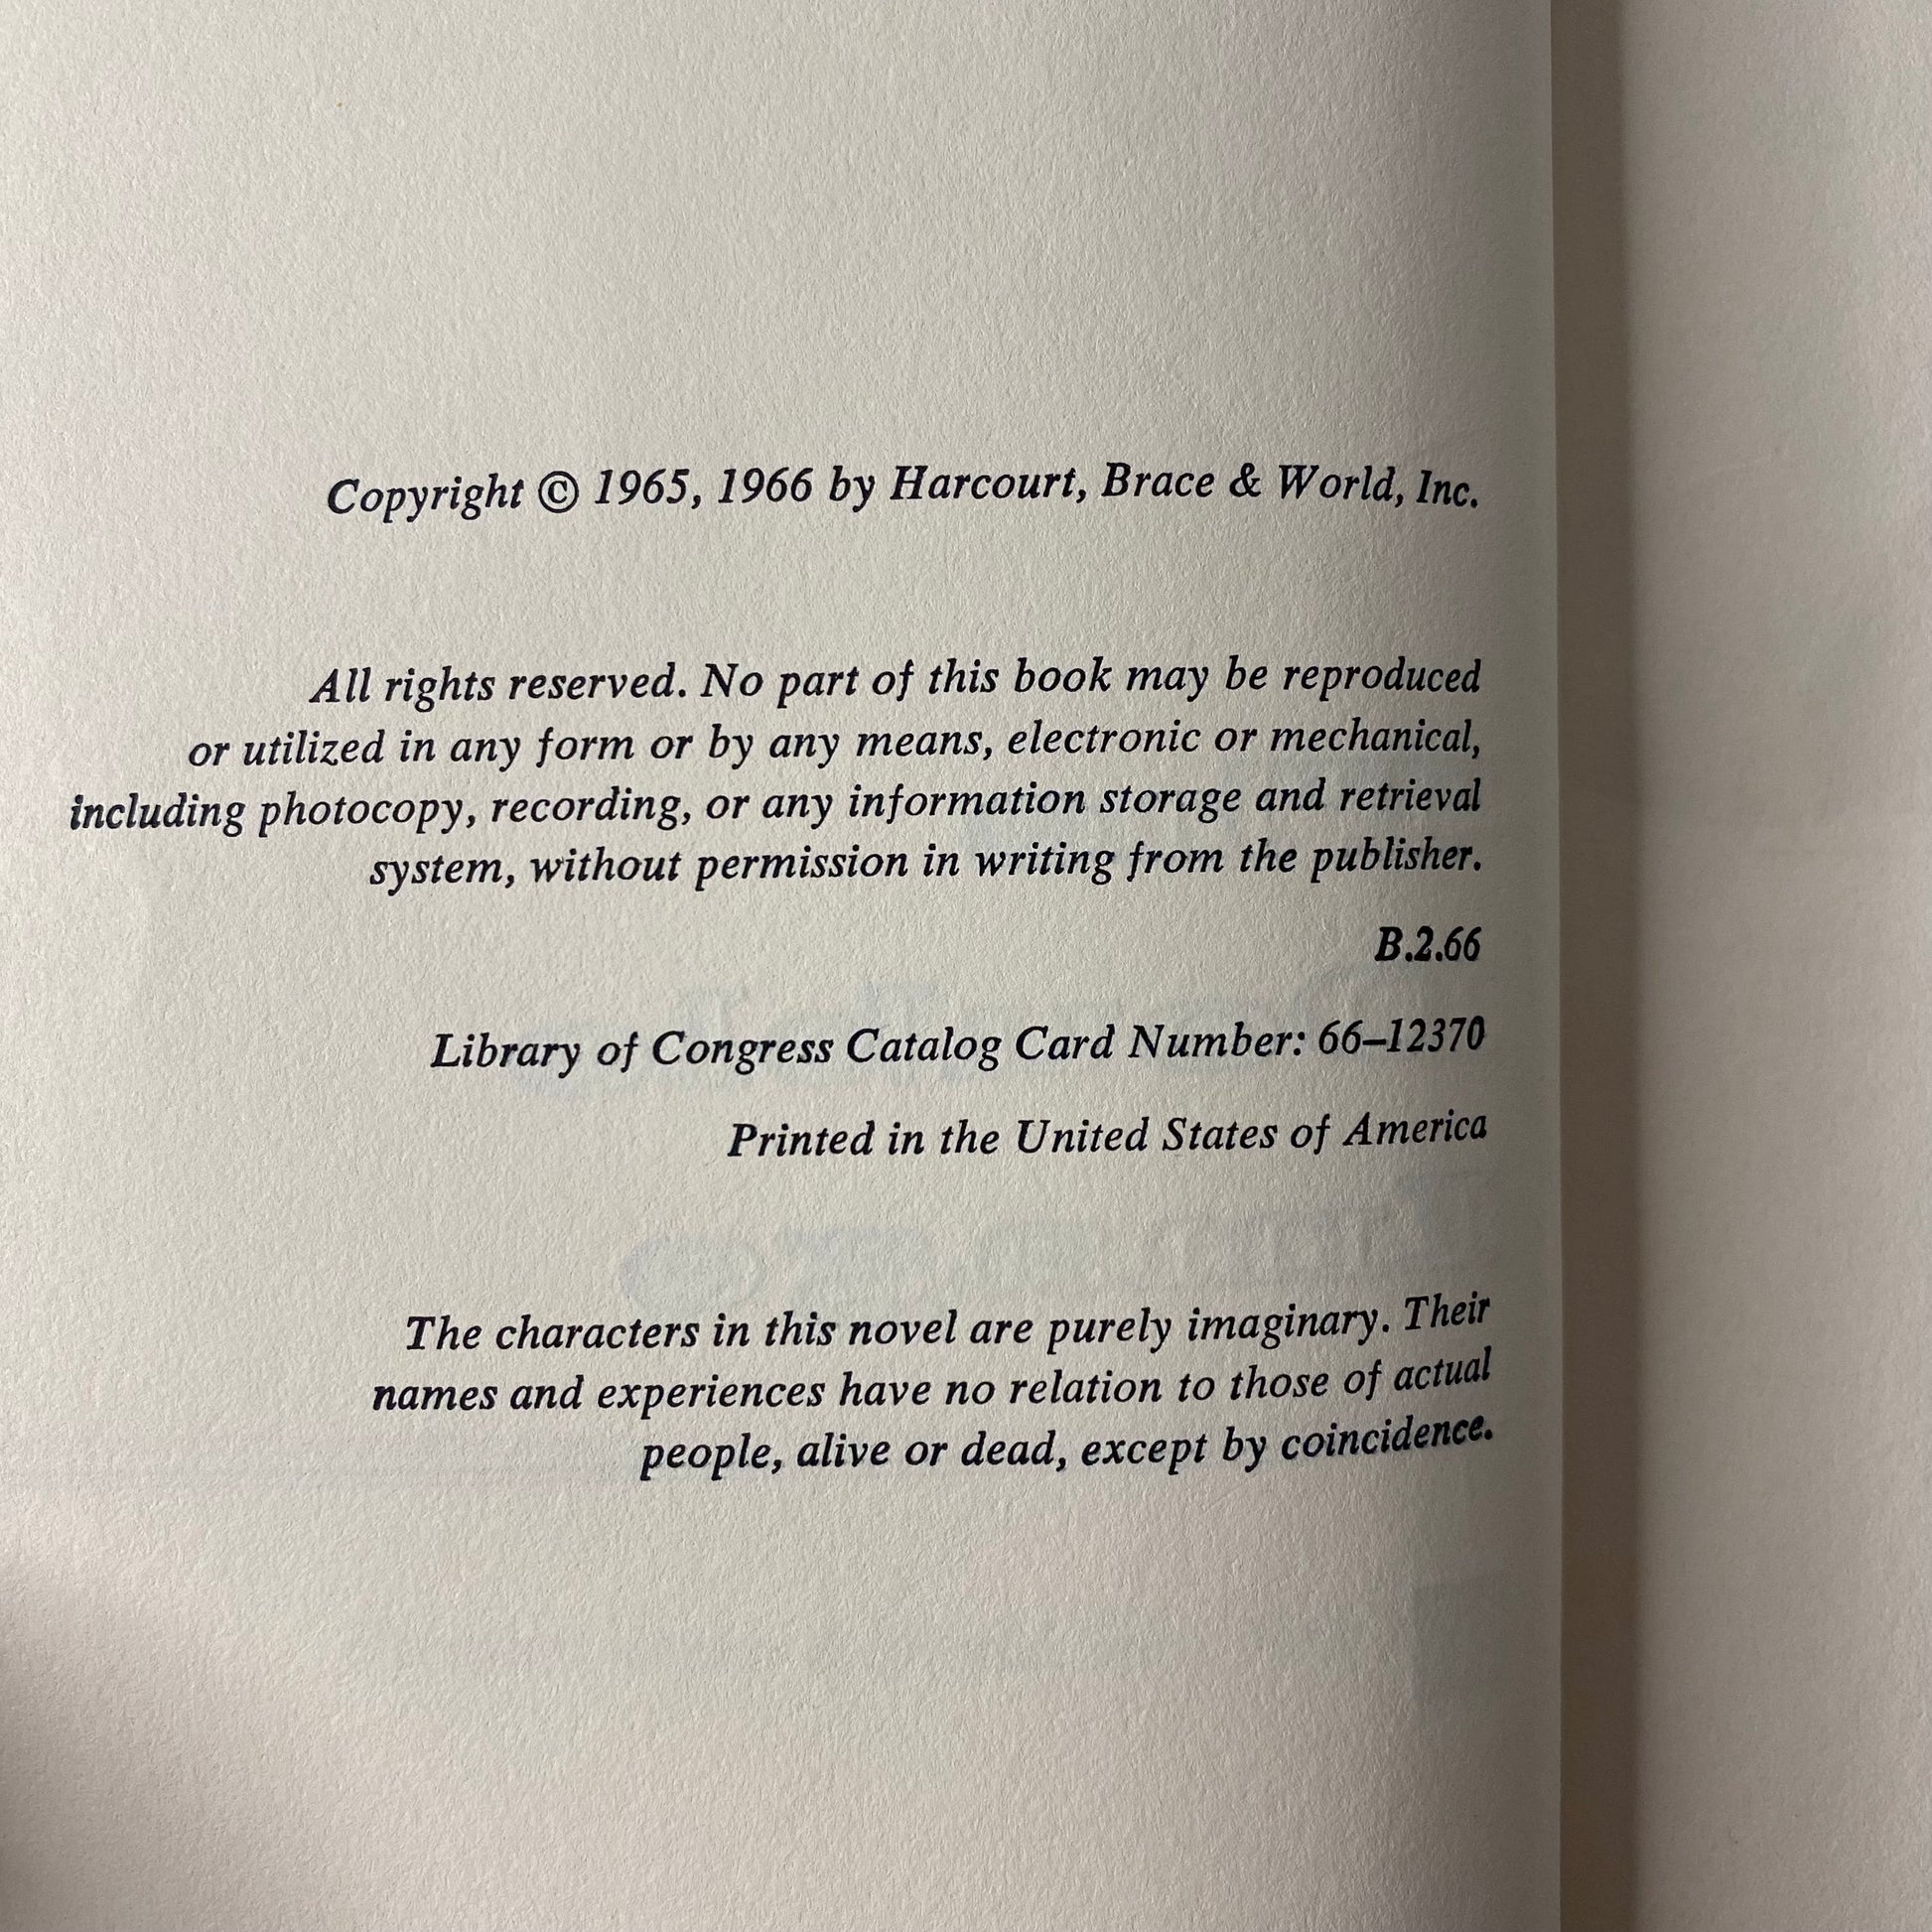 Copyright © 1965, 1966 by Harcourt, Brace & World, Inc.
All rights reserved. No part of this book may be reproduced
or utilized in any form or by any means, electronic or mechanical,
including photocopy, recording, or any information storage and retrieval
system, without permission in writing from the publisher.
B.2.66
Library of Congress Catalog Card Number: 66–12370
Printed in the United States of America
The characters in this novel are purely imaginary. Their
names and experiences have no relation to those of actual
people, alive or dead, except by coincidence.